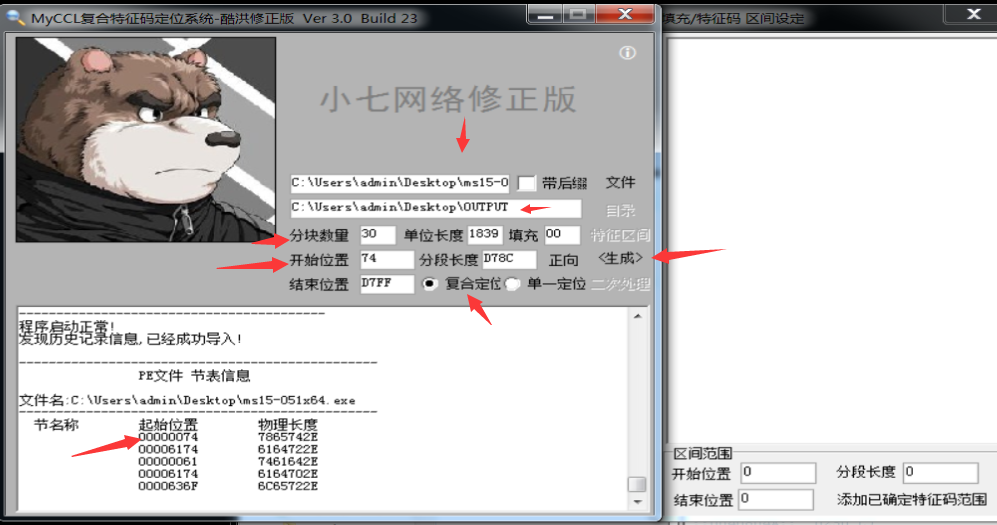 MyCCL复合特征码定位系统-酷洪修正版 Ver 3.0 Build 23
填充/特征码 区间设定
小七网络修正版
C:\Users\admin\Desktop\ms15-0 带后缀 文件
C:\Users\admin\Desktop\OUTPUT 目录
分块数量 30 单位长度 1839 填充 00 特征区间
开始位置 74 分段长度 D78C 正向 <生成>
结束位置 D7FF 复合定位 单一定位 二次处理
程序启动正常!
发现历史记录信息,已经成功导入!
PE文件 节表信息
文件名:C:\Users\admin\Desktop\ms15-051x64.exe
节名称 起始位置 物理长度
00000074 7865742E
00006174 6164722E
00000061 7461642E
00006174 6164702E
0000636F 6C65722E
区间范围
开始位置 0 分段长度 0
结束位置 0 添加已确定特征码范围